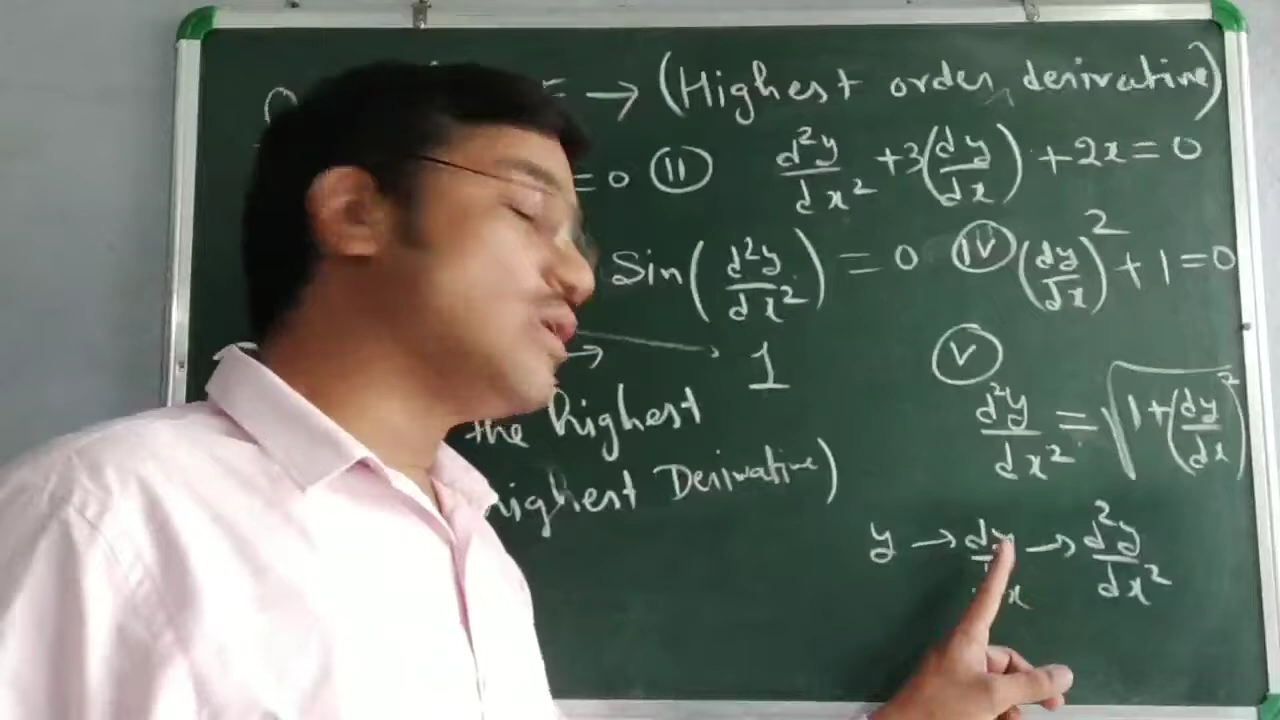 → (Highest order derivative)
= 0 (II) d²y/dx² + 3(dy/dx) + 2x = 0
Sin(d²y/dx²) = 0 (IV) (dy/dx)² + 1 = 0
→ 1 (V)
the highest d²y/dx² = √(1 + (dy/dx)²)
highest Derivative)
y → dy/dx → d²y/dx²